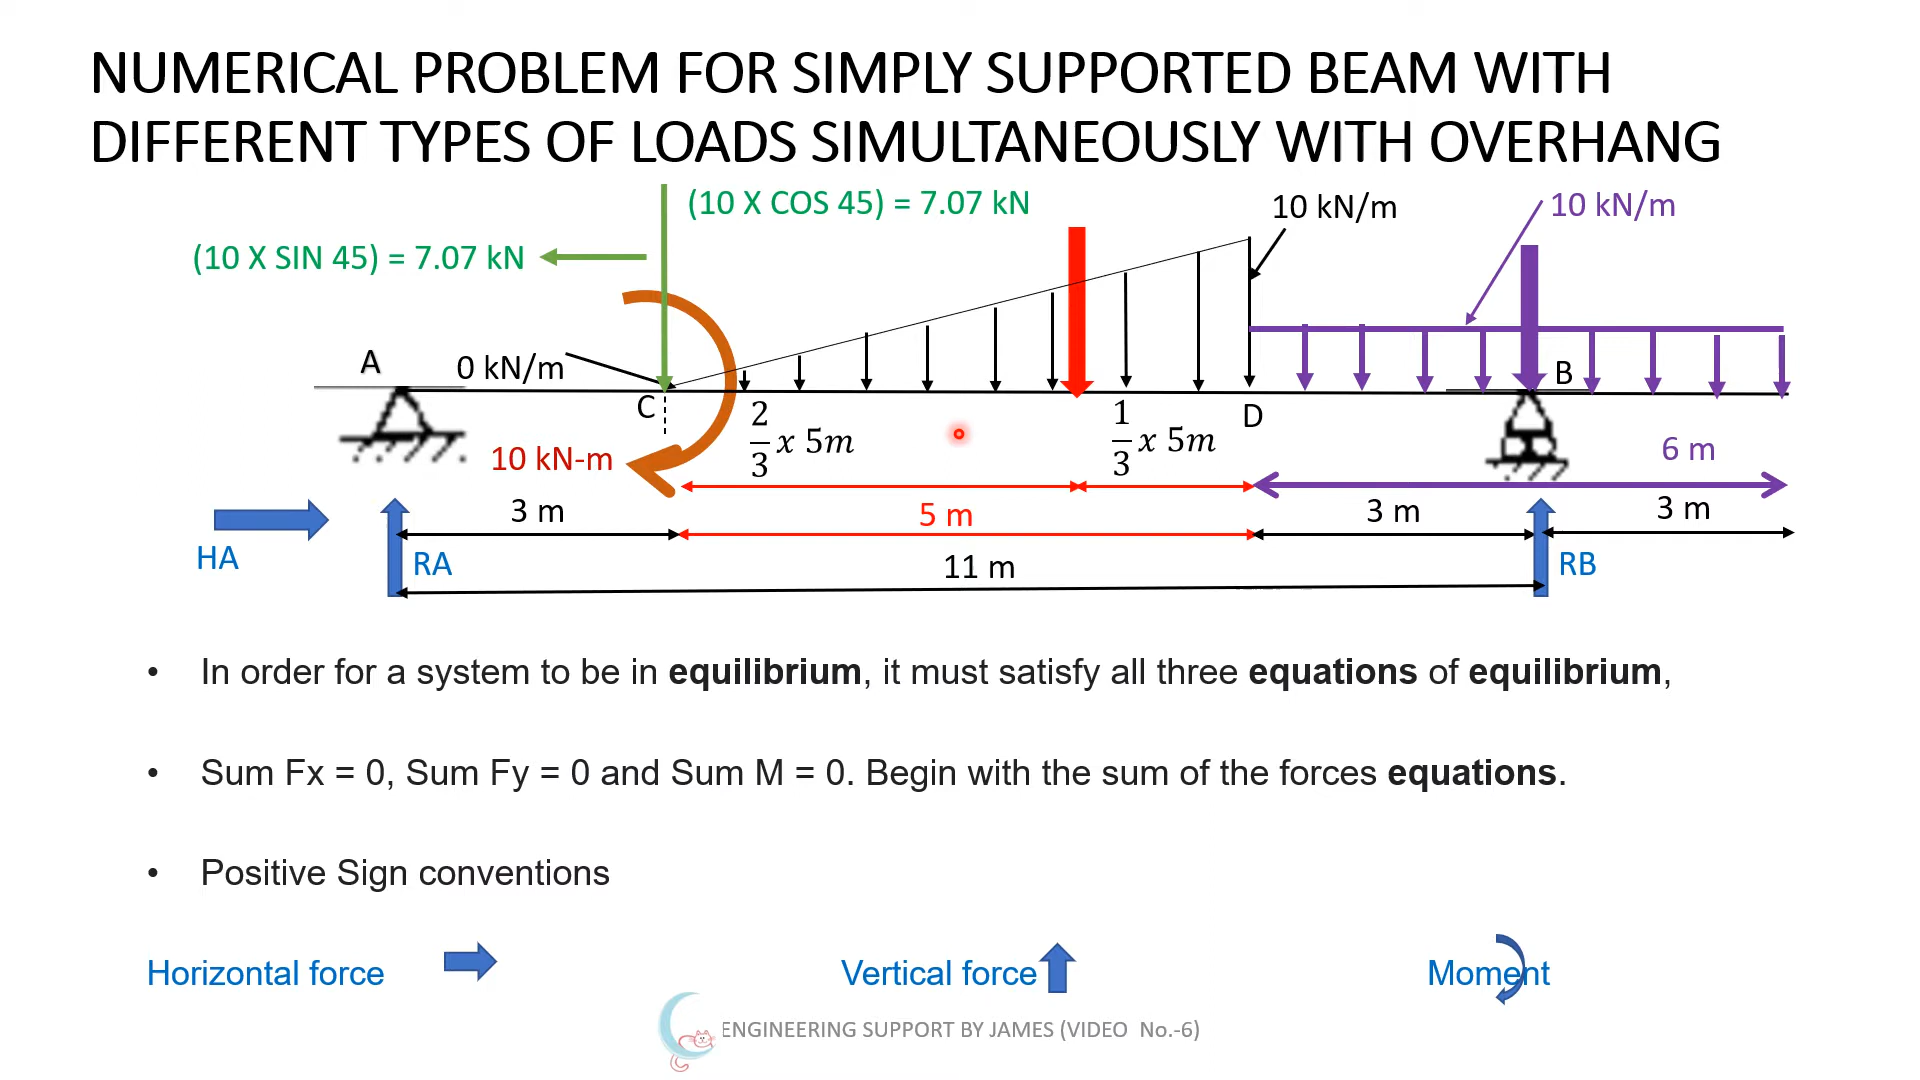 NUMERICAL PROBLEM FOR SIMPLY SUPPORTED BEAM WITH
DIFFERENT TYPES OF LOADS SIMULTANEOUSLY WITH OVERHANG
(10 X COS 45) = 7.07 kN
10 kN/m
10 kN/m
(10 X SIN 45) = 7.07 kN
A
0 kN/m
B
C
2/3 x 5m
1/3 x 5m
D
10 kN-m
6 m
3 m
5 m
3 m
3 m
HA
RA
11 m
RB
• In order for a system to be in equilibrium, it must satisfy all three equations of equilibrium,
• Sum Fx = 0, Sum Fy = 0 and Sum M = 0. Begin with the sum of the forces equations.
• Positive Sign conventions
Horizontal force
Vertical force
Moment
ENGINEERING SUPPORT BY JAMES (VIDEO No.-6)